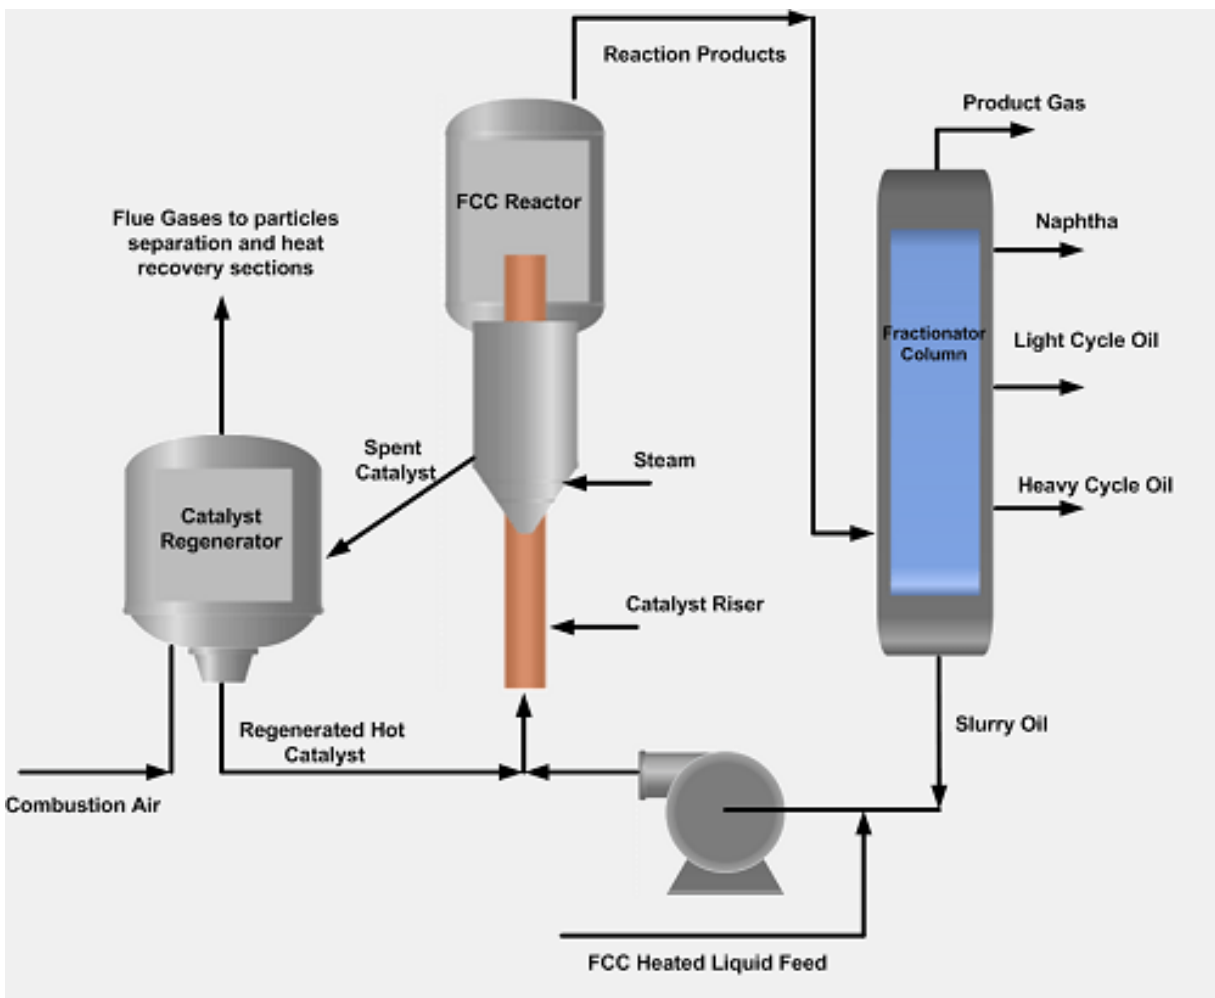 Reaction Products
Product Gas
FCC Reactor
Flue Gases to particles
separation and heat
recovery sections
Naphtha
Fractionator
Column
Light Cycle Oil
Spent
Catalyst
Steam
Heavy Cycle Oil
Catalyst
Regenerator
Catalyst Riser
Regenerated Hot
Catalyst
Slurry Oil
Combustion Air
FCC Heated Liquid Feed